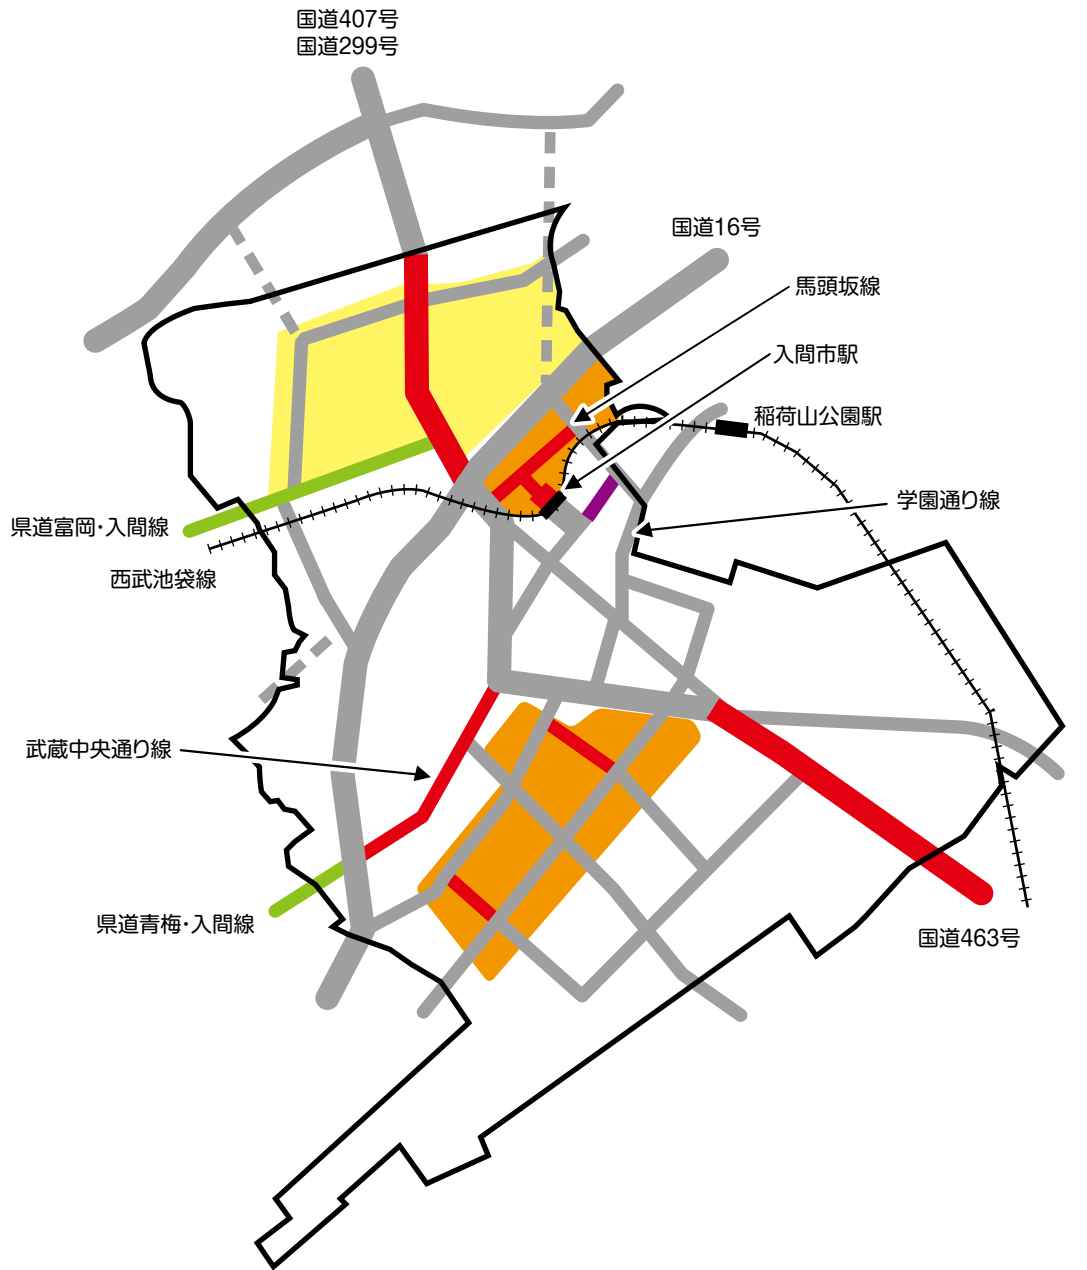 国道407号
国道299号
国道16号
馬頭坂線
入間市駅
稲荷山公園駅
学園通り線
県道富岡・入間線
西武池袋線
武蔵中央通り線
県道青梅・入間線
国道463号